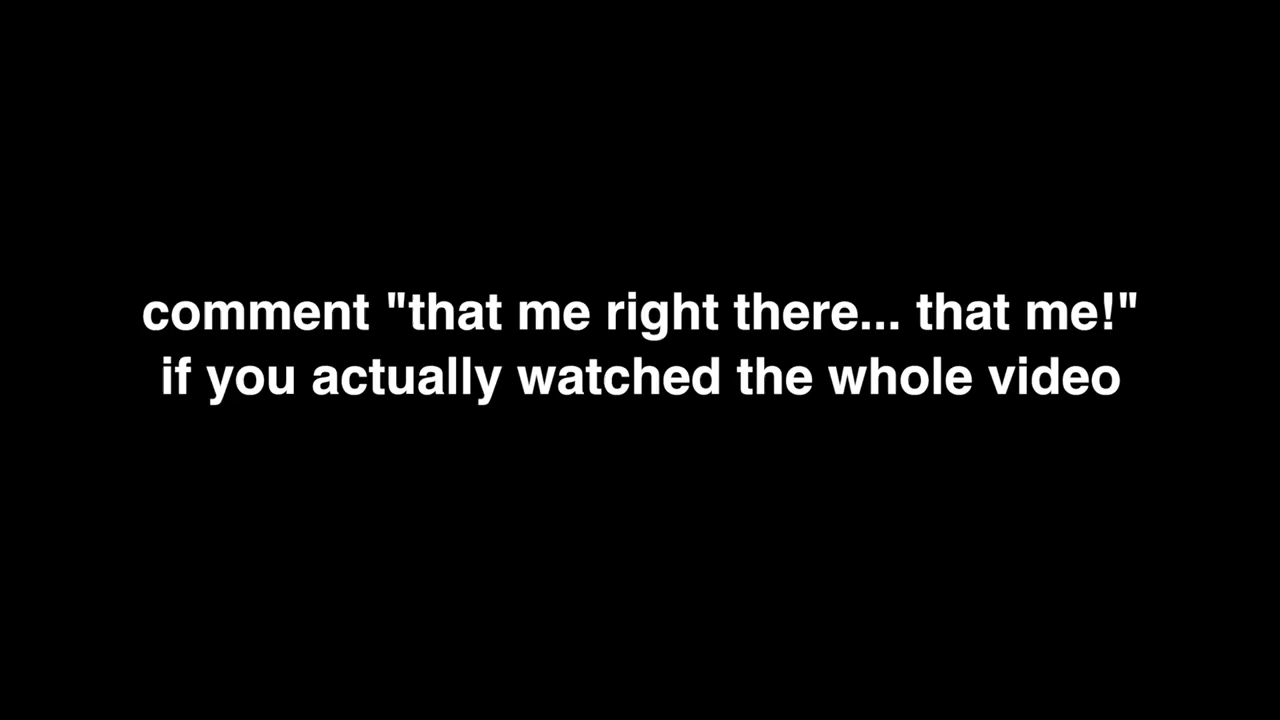 comment "that me right there... that me!"
if you actually watched the whole video